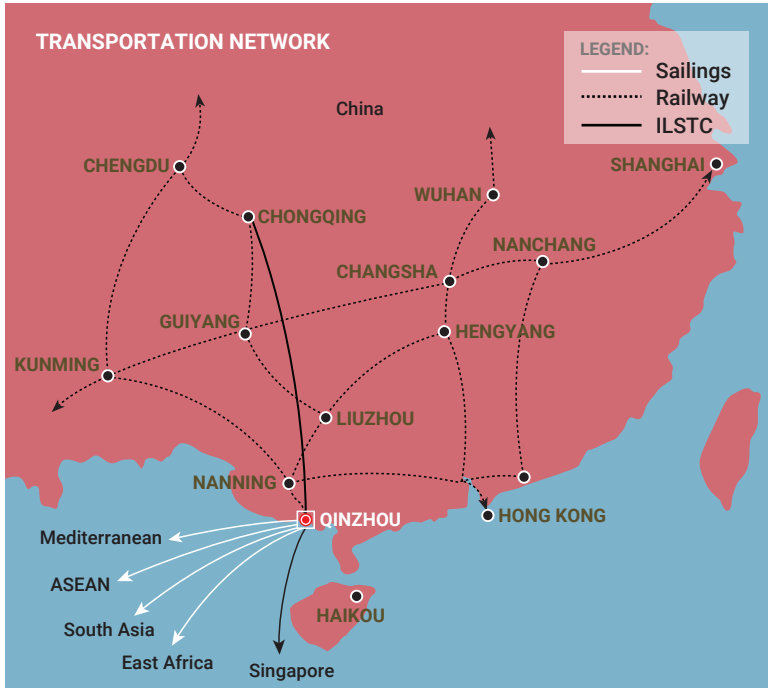 TRANSPORTATION NETWORK
LEGEND:
Sailings
Railway
ILSTC
China
CHENGDU
SHANGHAI
WUHAN
CHONGQING
NANCHANG
CHANGSHA
GUIYANG
HENGYANG
KUNMING
LIUZHOU
NANNING
QINZHOU
HONG KONG
Mediterranean
ASEAN
HAIKOU
South Asia
East Africa
Singapore